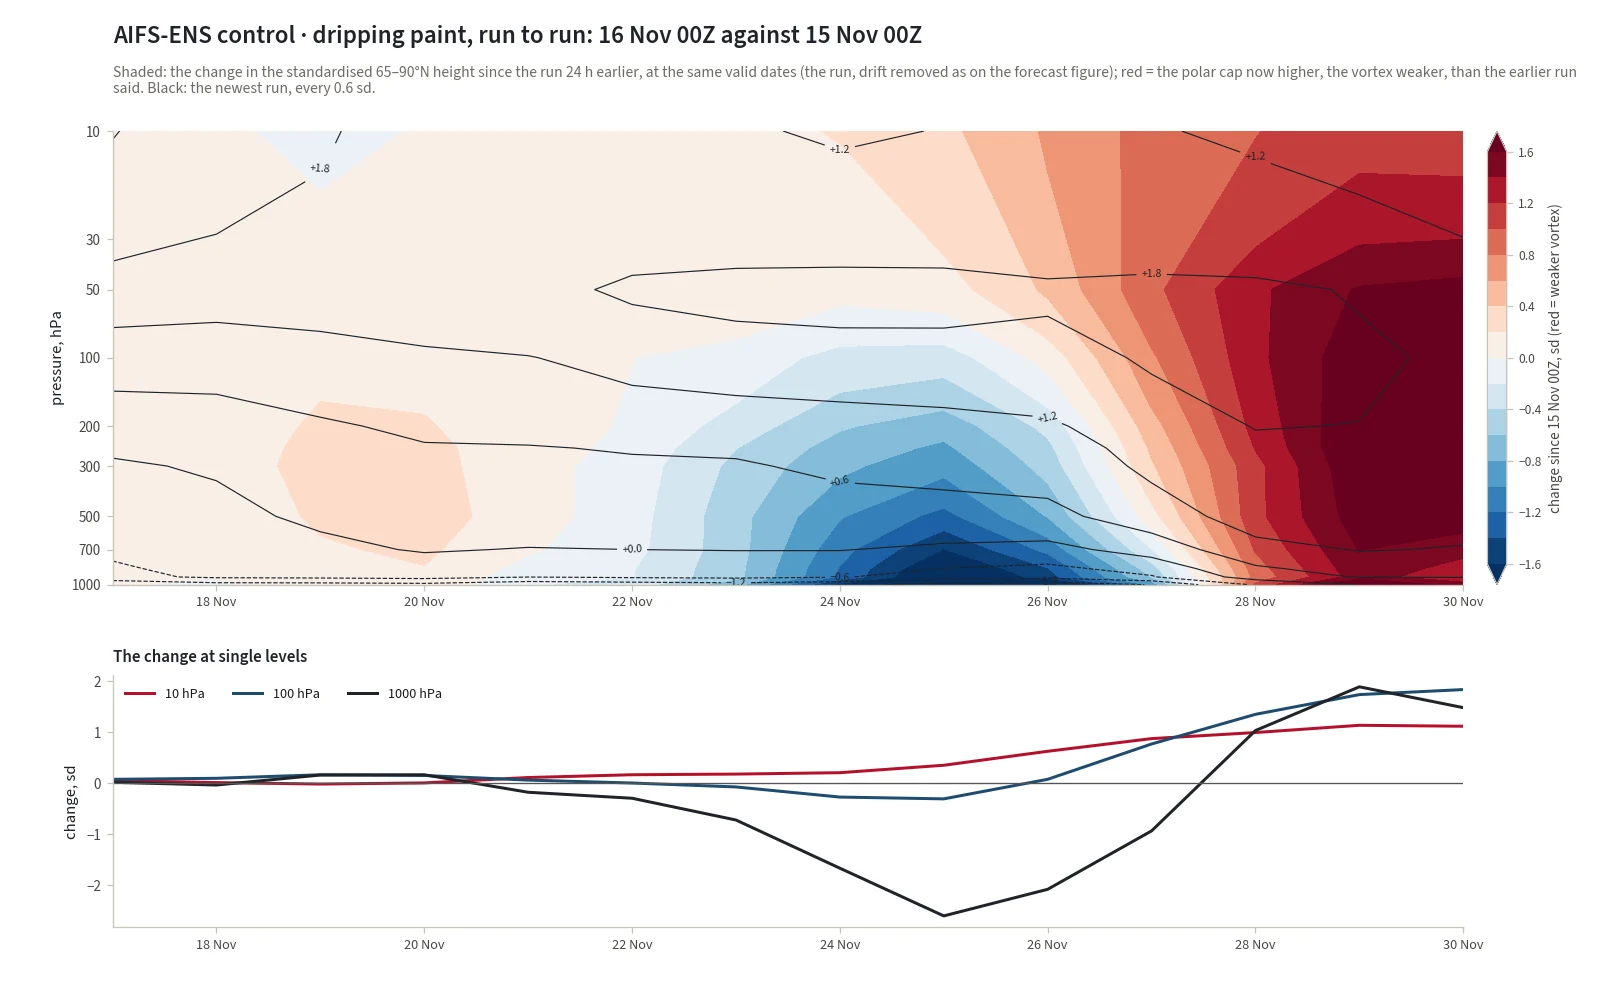 AIFS-ENS control · dripping paint, run to run: 16 Nov 00Z against 15 Nov 00Z
Shaded: the change in the standardised 65–90°N height since the run 24 h earlier, at the same valid dates (the run, drift removed as on the forecast figure); red = the polar cap now higher, the vortex weaker, than the earlier run
said. Black: the newest run, every 0.6 sd.
pressure, hPa
10
30
50
100
200
300
500
700
1000
+1.8
+1.2
+1.2
+1.8
+1.2
+0.6
+0.0
−0.6
−1.2
18 Nov
20 Nov
22 Nov
24 Nov
26 Nov
28 Nov
30 Nov
1.6
1.2
0.8
0.4
0.0
−0.4
−0.8
−1.2
−1.6
change since 15 Nov 00Z, sd (red = weaker vortex)
The change at single levels
10 hPa
100 hPa
1000 hPa
change, sd
2
1
0
−1
−2
18 Nov
20 Nov
22 Nov
24 Nov
26 Nov
28 Nov
30 Nov